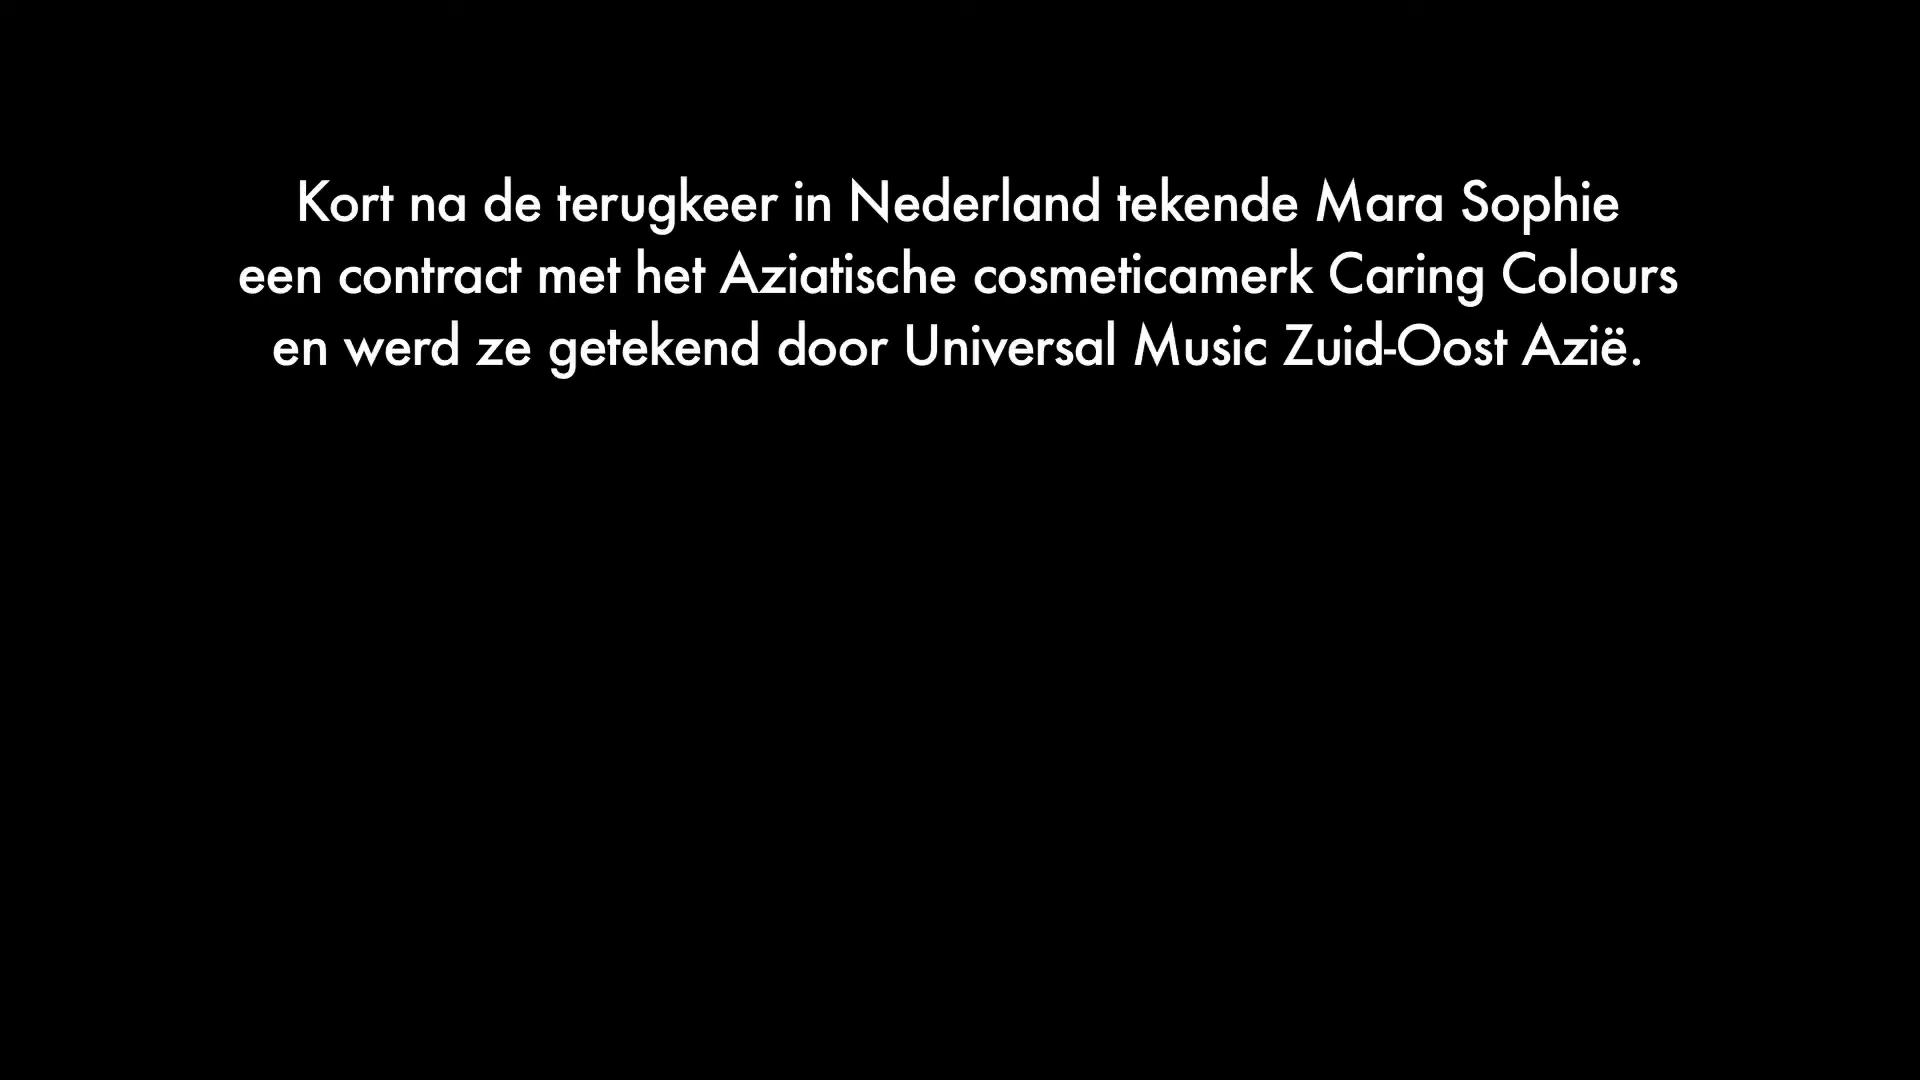 Kort na de terugkeer in Nederland tekende Mara Sophie
een contract met het Aziatische cosmeticamerk Caring Colours
en werd ze getekend door Universal Music Zuid-Oost Azië.